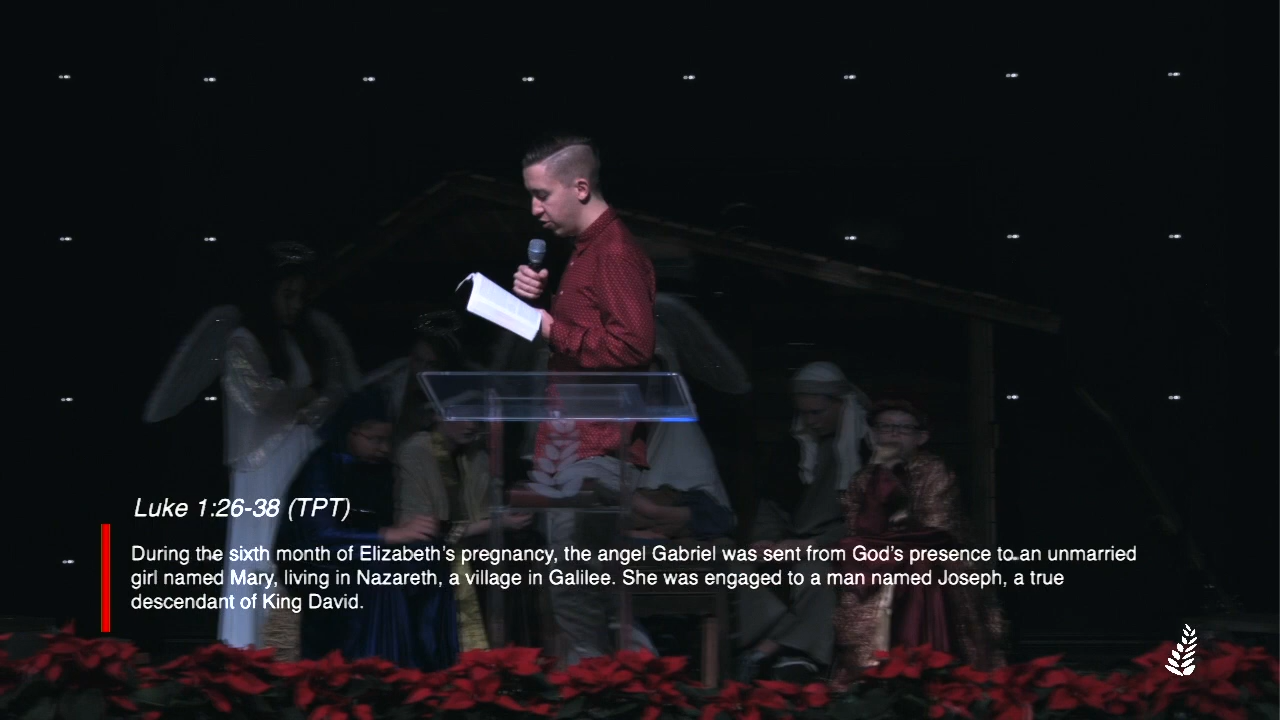 Luke 1:26-38 (TPT)
During the sixth month of Elizabeth's pregnancy, the angel Gabriel was sent from God's presence to an unmarried
girl named Mary, living in Nazareth, a village in Galilee. She was engaged to a man named Joseph, a true
descendant of King David.